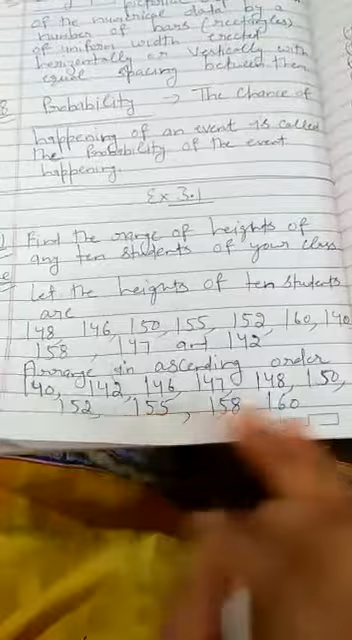 of the numerical data by a
number of bars (rectangles)
of uniform width erected
horizontally or vertically with
equal spacing between them
Probability → The chance of
happening of an event is called
the Probability of the event
happening.
Ex 3.1
Find the range of heights of
any ten students of your class
Let the heights of ten students
are
148 146, 150, 155, 152, 160, 140
158, 147 and 142
Arrange in ascending order
140, 142, 146, 147, 148, 150,
152, 155, 158, 160